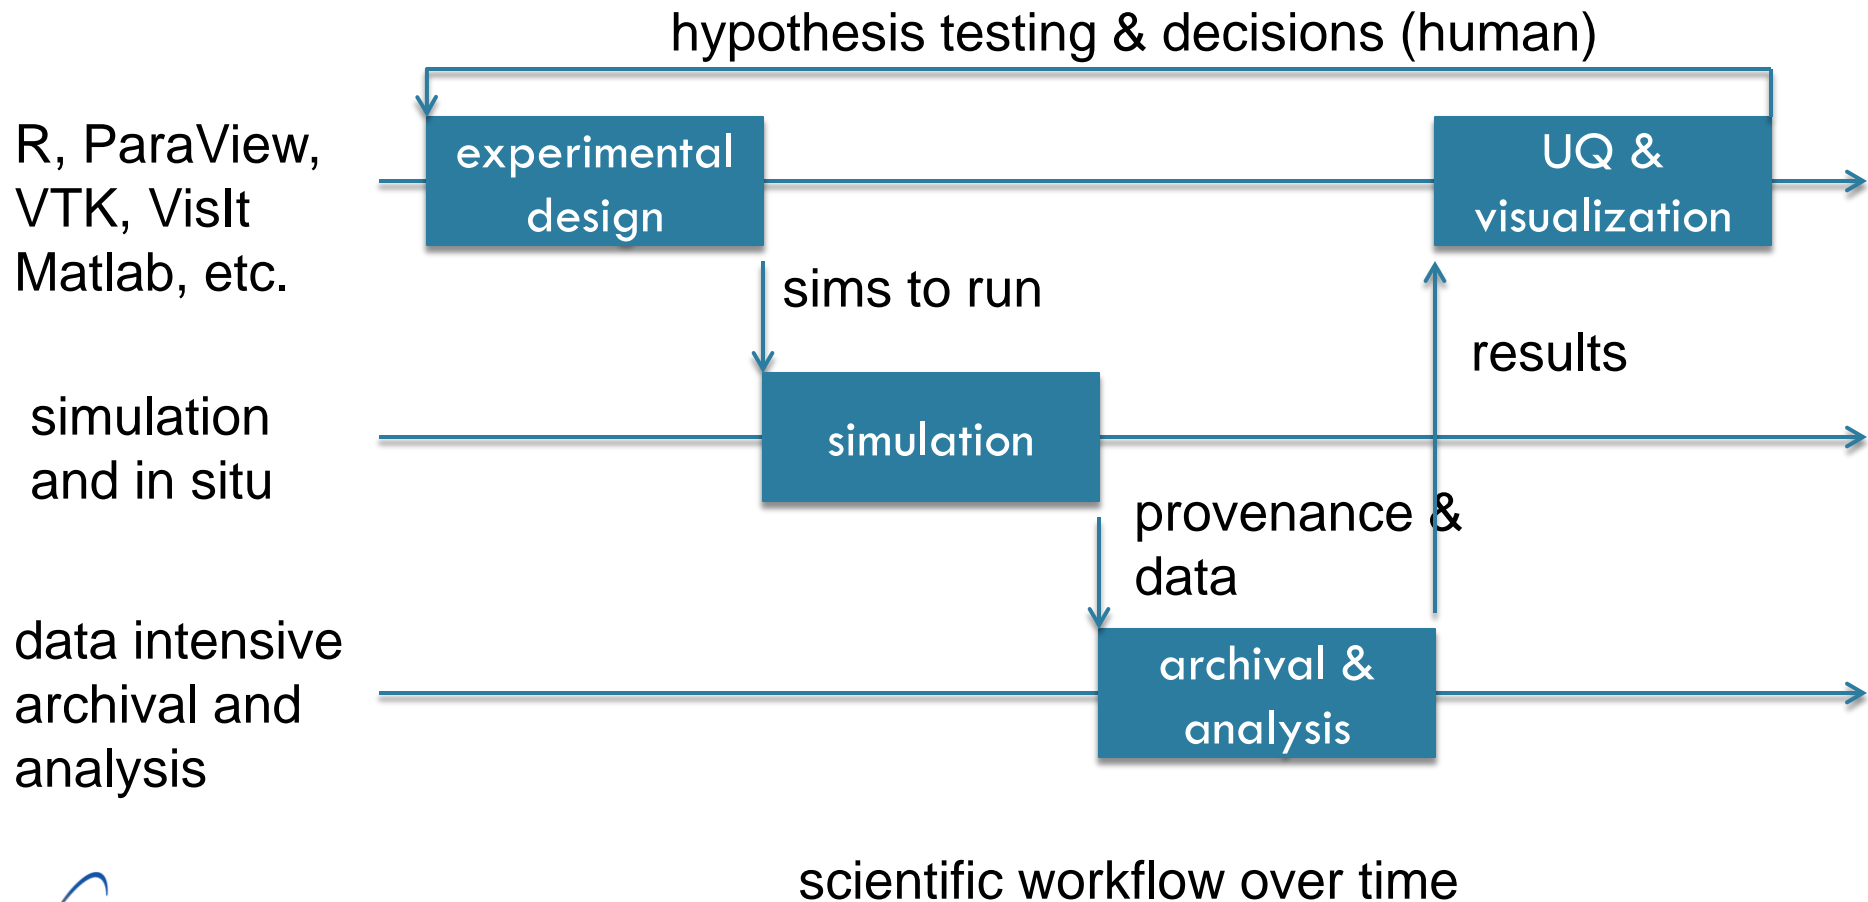 hypothesis testing & decisions (human)
R, ParaView,
VTK, VisIt
Matlab, etc.
experimental
design
UQ &
visualization
sims to run
results
simulation
and in situ
simulation
provenance &
data
data intensive
archival and
analysis
archival &
analysis
scientific workflow over time